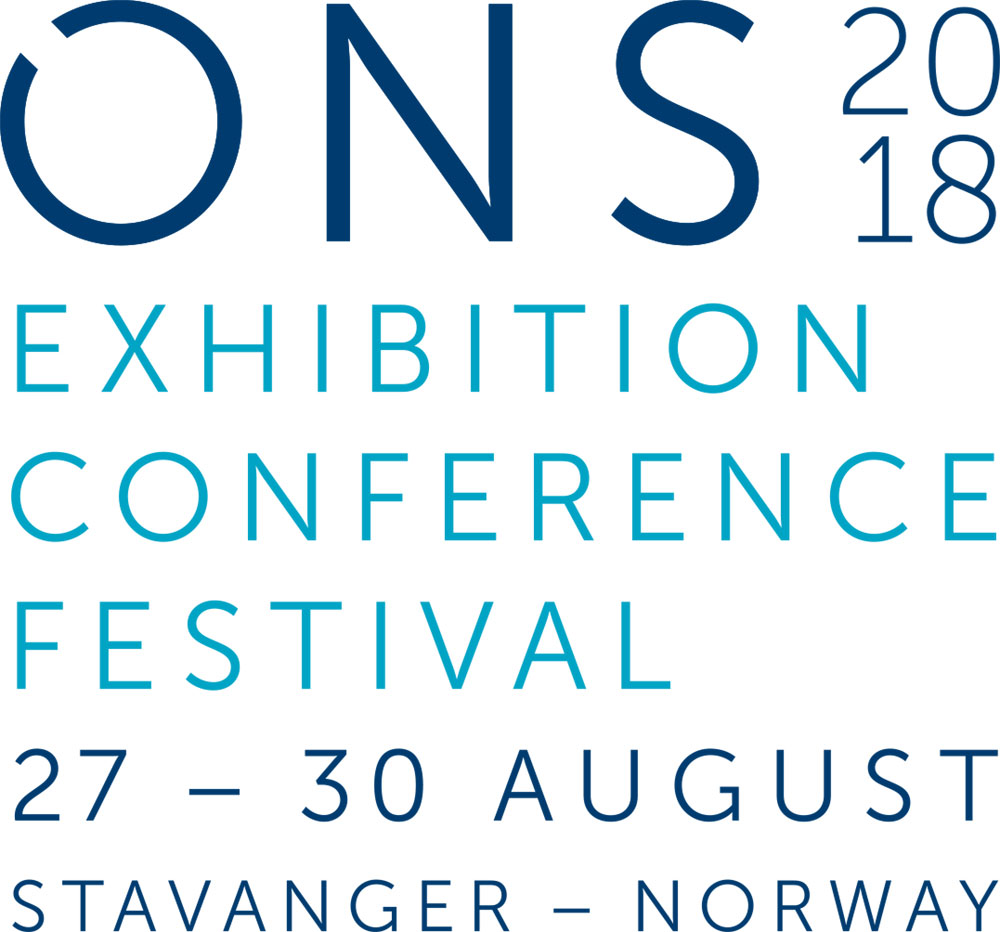 ONS 2018
EXHIBITION
CONFERENCE
FESTIVAL
27 – 30 AUGUST
STAVANGER – NORWAY